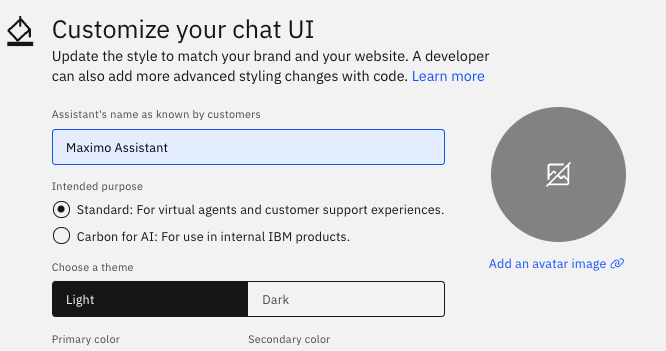 Customize your chat UI
Update the style to match your brand and your website. A developer
can also add more advanced styling changes with code. Learn more
Assistant's name as known by customers
Maximo Assistant
Intended purpose
Standard: For virtual agents and customer support experiences.
Carbon for AI: For use in internal IBM products.
Add an avatar image
Choose a theme
Light Dark
Primary color Secondary color